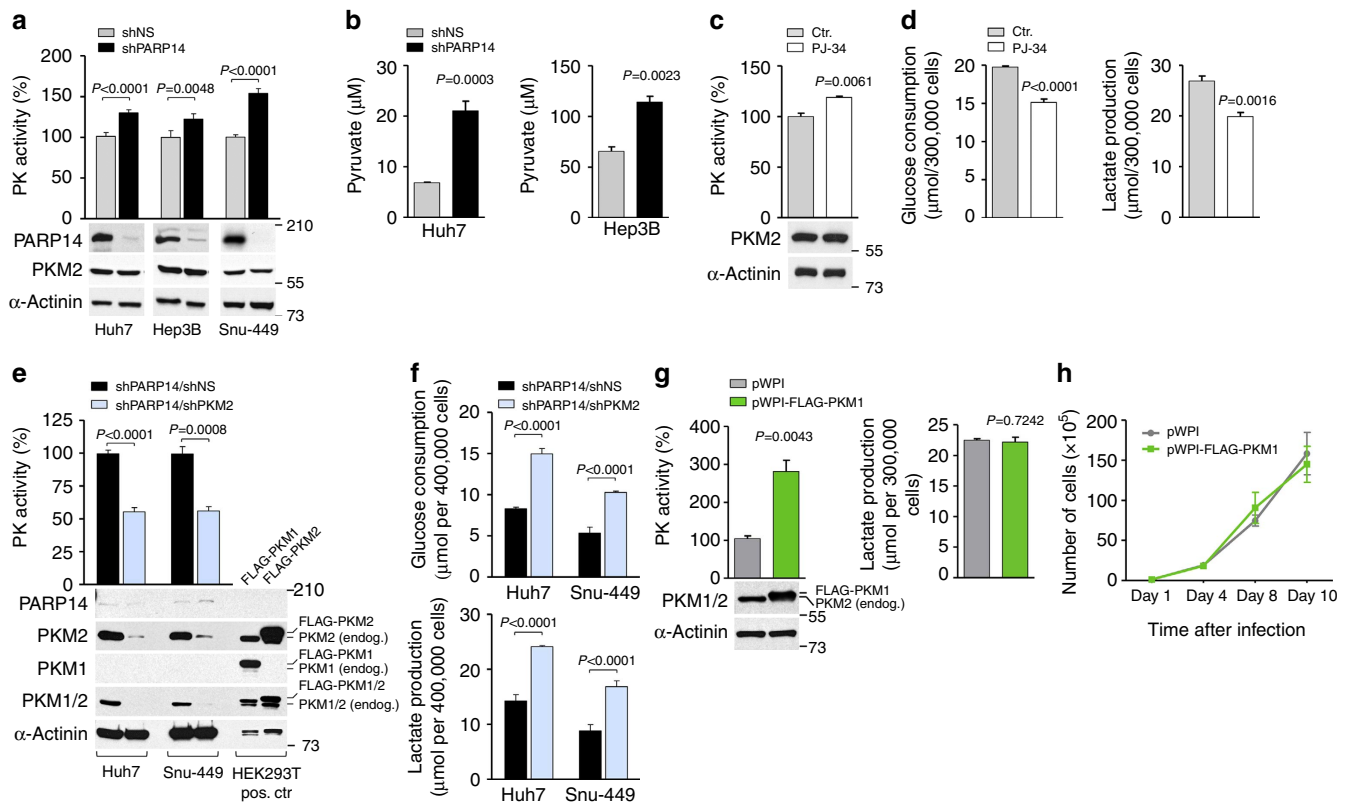 a
shNS
shPARP14
PK activity (%)
200
150
100
50
0
P<0.0001
P=0.0048
P<0.0001
PARP14
PKM2
α-Actinin
210
55
73
Huh7
Hep3B
Snu-449
b
shNS
shPARP14
Pyruvate (μM)
30
20
10
0
P=0.0003
Huh7
Pyruvate (μM)
150
100
50
0
P=0.0023
Hep3B
c
Ctr.
PJ-34
PK activity (%)
150
100
50
0
P=0.0061
PKM2
α-Actinin
55
73
d
Ctr.
PJ-34
Glucose consumption
(μmol/300,000 cells)
20
15
10
5
0
P<0.0001
Lactate production
(μmol/300,000 cells)
30
20
10
0
P=0.0016
e
shPARP14/shNS
shPARP14/shPKM2
PK activity (%)
125
100
75
50
25
0
P<0.0001
P=0.0008
FLAG-PKM1
FLAG-PKM2
PARP14
PKM2
PKM1
PKM1/2
α-Actinin
210
FLAG-PKM2
PKM2 (endog.)
FLAG-PKM1
PKM1 (endog.)
FLAG-PKM1/2
PKM1/2 (endog.)
73
Huh7
Snu-449
HEK293T
pos. ctr
f
shPARP14/shNS
shPARP14/shPKM2
Glucose consumption
(μmol per 400,000 cells)
20
15
10
5
0
P<0.0001
P<0.0001
Huh7
Snu-449
Lactate production
(μmol per 400,000 cells)
30
20
10
0
P<0.0001
P<0.0001
Huh7
Snu-449
g
pWPI
pWPI-FLAG-PKM1
PK activity (%)
400
300
200
100
0
P=0.0043
PKM1/2
α-Actinin
FLAG-PKM1
PKM2 (endog.)
55
73
Lactate production
(μmol per 300,000
cells)
25
20
15
10
5
0
P=0.7242
h
pWPI
pWPI-FLAG-PKM1
Number of cells (×10⁵)
200
150
100
50
0
Day 1
Day 4
Day 8
Day 10
Time after infection